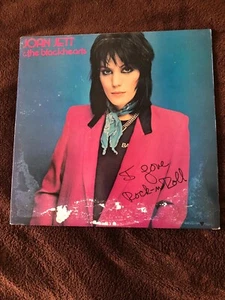 JOAN JETT
& the blackhearts
I Love
Rock-n-Roll